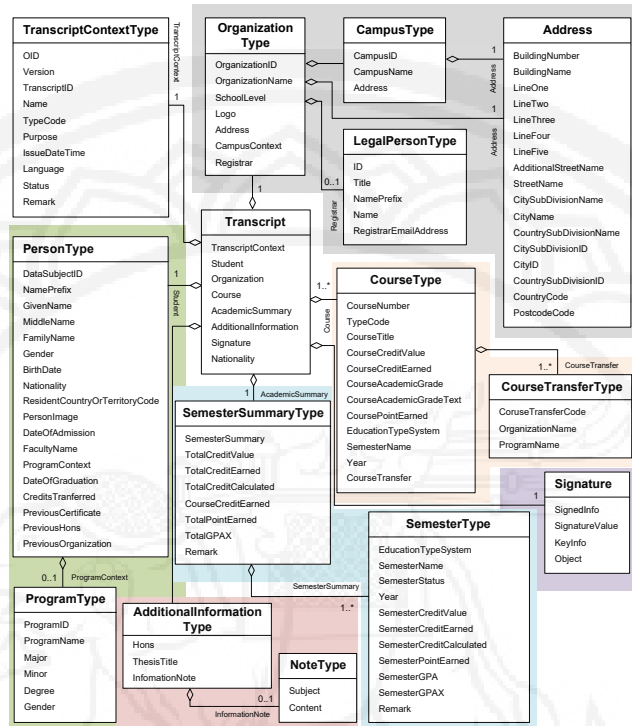 TranscriptContextType
OID
Version
TranscriptID
Name
TypeCode
Purpose
IssueDateTime
Language
Status
Remark
TranscriptContext
1
Organization
Type
OrganizationID
OrganizationName
SchoolLevel
Logo
Address
CampusContext
Registrar
1
CampusType
CampusID
CampusName
Address
1
Address
1
Address
LegalPersonType
ID
Title
NamePrefix
Name
RegistrarEmailAddress
0..1
Registrar
Address
BuildingNumber
BuildingName
LineOne
LineTwo
LineThree
LineFour
LineFive
AdditionalStreetName
StreetName
CitySubDivisionName
CityName
CountrySubDivisionName
CitySubDivisionID
CityID
CountrySubDivisionID
CountryCode
PostcodeCode
Transcript
TranscriptContext
Student
Organization
Course
AcademicSummary
AdditionalInformation
Signature
Nationality
PersonType
DataSubjectID
NamePrefix
GivenName
MiddleName
FamilyName
Gender
BirthDate
Nationality
ResidentCountryOrTerritoryCode
PersonImage
DateOfAdmission
FacultyName
ProgramContext
DateOfGraduation
CreditsTranferred
PreviousCertificate
PreviousHons
PreviousOrganization
1
Student
1..*
Course
CourseType
CourseNumber
TypeCode
CourseTitle
CourseCreditValue
CourseCreditEarned
CourseAcademicGrade
CourseAcademicGradeText
CoursePointEarned
EducationTypeSystem
SemesterName
Year
CourseTransfer
1..*
CourseTransfer
CourseTransferType
CoruseTransferCode
OrganizationName
ProgramName
1
AcademicSummary
SemesterSummaryType
SemesterSummary
TotalCreditValue
TotalCreditEarned
TotalCreditCalculated
CourseCreditEarned
TotalPointEarned
TotalGPAX
Remark
1
Signature
SignedInfo
SignatureValue
KeyInfo
Object
SemesterSummary
1..*
SemesterType
EducationTypeSystem
SemesterName
SemesterStatus
Year
SemesterCreditValue
SemesterCreditEarned
SemesterCreditCalculated
SemesterPointEarned
SemesterGPA
SemesterGPAX
Remark
0..1
ProgramContext
ProgramType
ProgramID
ProgramName
Major
Minor
Degree
Gender
AdditionalInformation
Type
Hons
ThesisTitle
InfomationNote
0..1
InformationNote
NoteType
Subject
Content